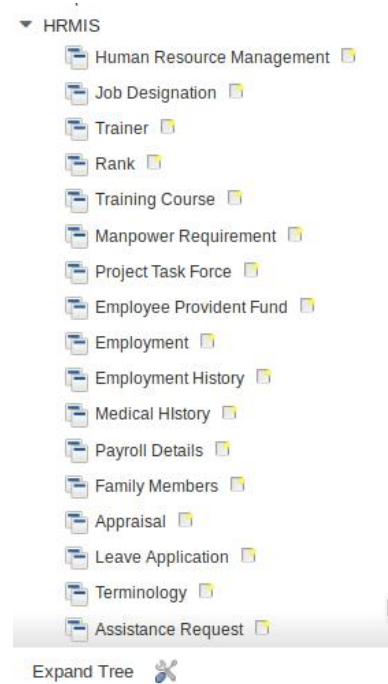 HRMIS
Human Resource Management
Job Designation
Trainer
Rank
Training Course
Manpower Requirement
Project Task Force
Employee Provident Fund
Employment
Employment History
Medical HIstory
Payroll Details
Family Members
Appraisal
Leave Application
Terminology
Assistance Request
Expand Tree